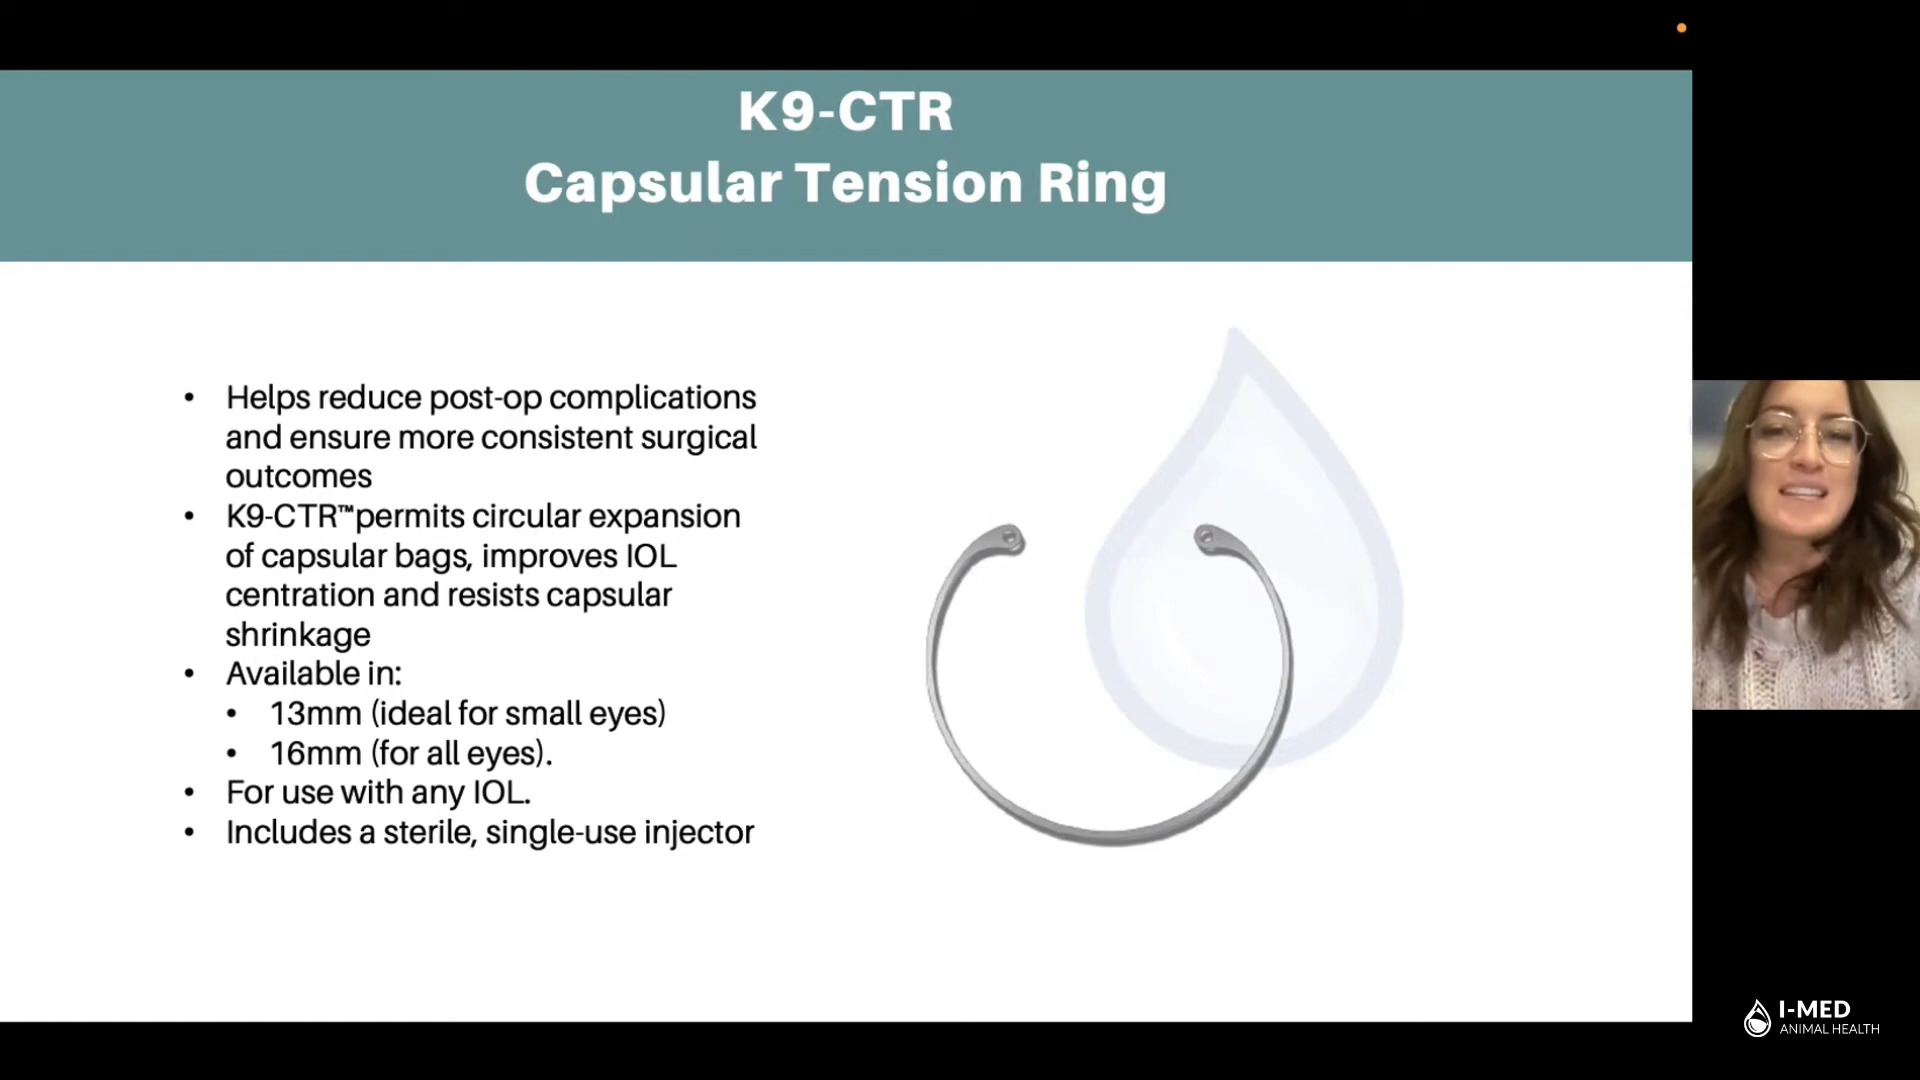 K9-CTR
Capsular Tension Ring
• Helps reduce post-op complications
and ensure more consistent surgical
outcomes
• K9-CTR™permits circular expansion
of capsular bags, improves IOL
centration and resists capsular
shrinkage
• Available in:
• 13mm (ideal for small eyes)
• 16mm (for all eyes).
• For use with any IOL.
• Includes a sterile, single-use injector
I-MED
ANIMAL HEALTH